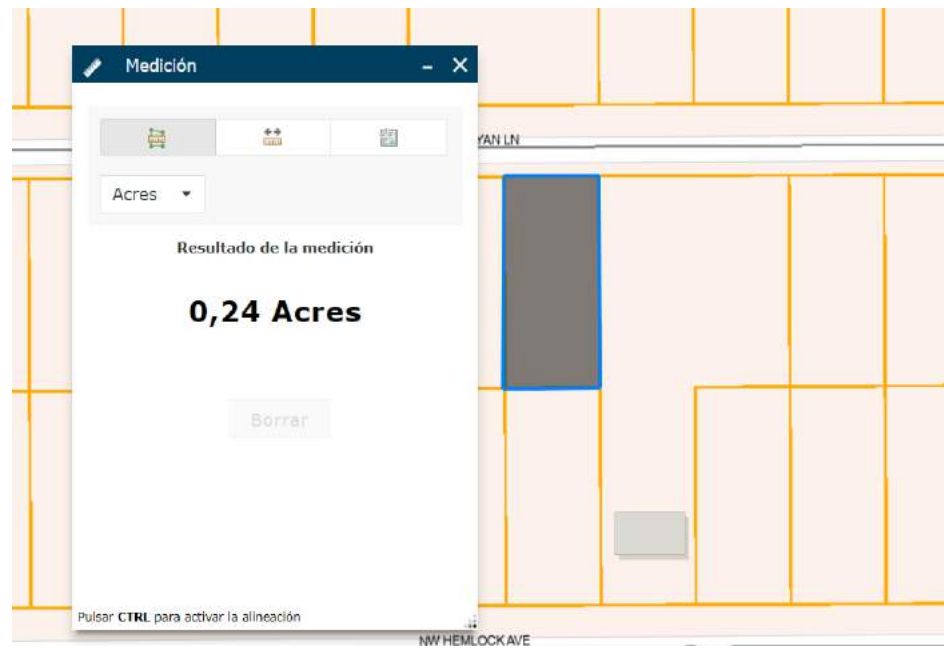 Medición
YAN LN
Acres
Resultado de la medición
0,24 Acres
Borrar
Pulsar CTRL para activar la alineación
NW HEMLOCK AVE